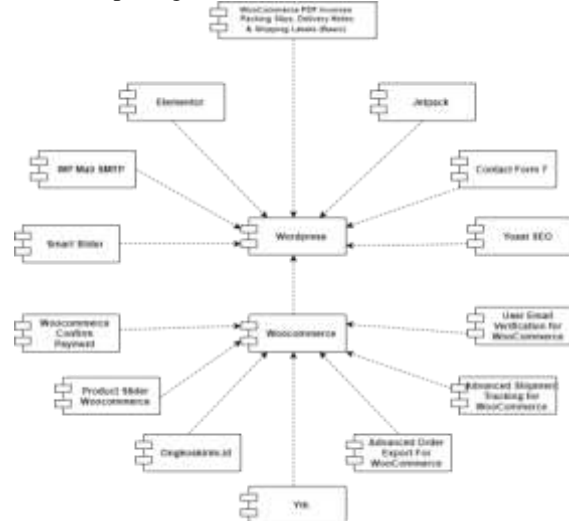 WooCommerce PDF Invoices
Packing Slips, Delivery Notes
& Shipping Labels (Basic)
Elementor
Jetpack
WP Mail SMTP
Contact Form 7
Smart Slider
Wordpress
Yoast SEO
Woocommerce
Confirm
Payment
Woocommerce
User Email
Verification for
WooCommerce
Product Slider
Woocommerce
Advanced Shipment
Tracking for
WooCommerce
Ongkoskirim.id
Advanced Order
Export For
WooCommerce